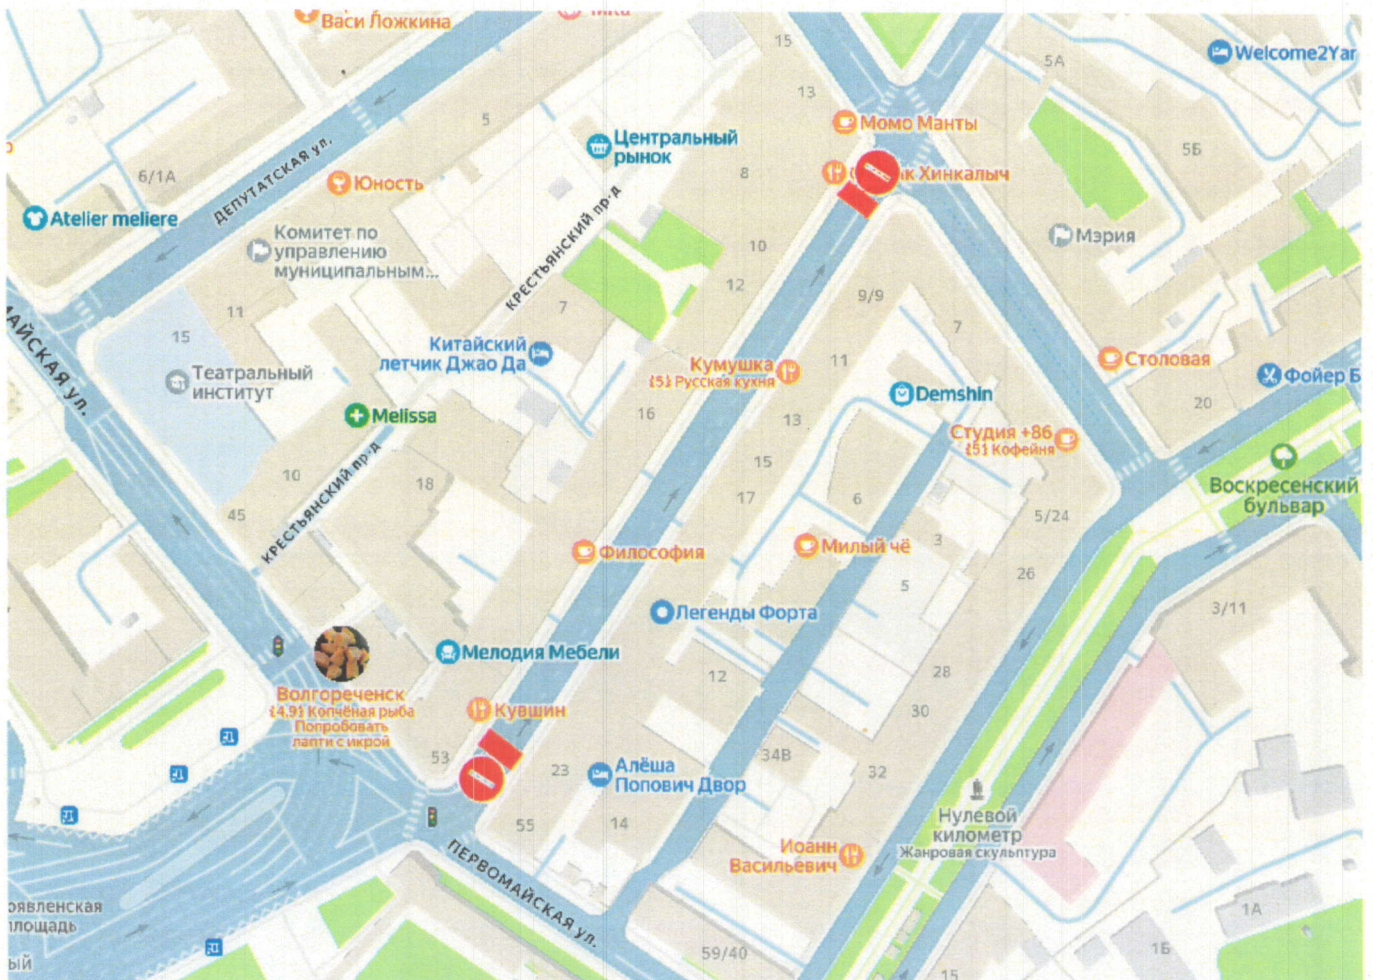 Васи Ложкина
15
5А
Welcome2Yar
13
Момо Манты
5
Центральный
рынок
5Б
6/1А
Юность
8
ак Хинкалыч
ДЕПУТАТСКАЯ ул.
Atelier meliere
Комитет по
управлению
муниципальным...
КРЕСТЬЯНСКИЙ пр-д
10
Мэрия
12
9/9
7
11
7
МАЙСКАЯ ул.
15
Китайский
летчик Джао Да
Театральный
институт
Кумушка
(5) Русская кухня
11
Столовая
Фойер Б
Demshin
20
Melissa
16
13
Студия +86
(5) Кофейня
10
КРЕСТЬЯНСКИЙ пр-д
18
15
17
6
Воскресенский
бульвар
45
5/24
Философия
Милый чё
3
26
5
Легенды Форта
3/11
Мелодия Мебели
12
28
Волгореченск
(4,9) Копчёная рыба
Попробовать
лапти с икрой
Кувшин
30
53
23
34В
32
Алёша
Попович Двор
Нулевой
километр
Жанровая скульптура
55
14
ПЕРВОМАЙСКАЯ ул.
Иоанн
Васильевич
оявленская
площадь
1А
59/40
1Б
ый
15